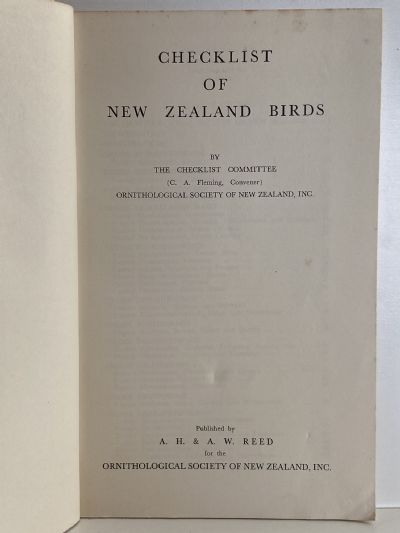 CHECKLIST
OF
NEW ZEALAND BIRDS
BY
THE CHECKLIST COMMITTEE
(C. A. Fleming, Convener)
ORNITHOLOGICAL SOCIETY OF NEW ZEALAND, INC.
Published by
A. H. & A. W. REED
for the
ORNITHOLOGICAL SOCIETY OF NEW ZEALAND, INC.